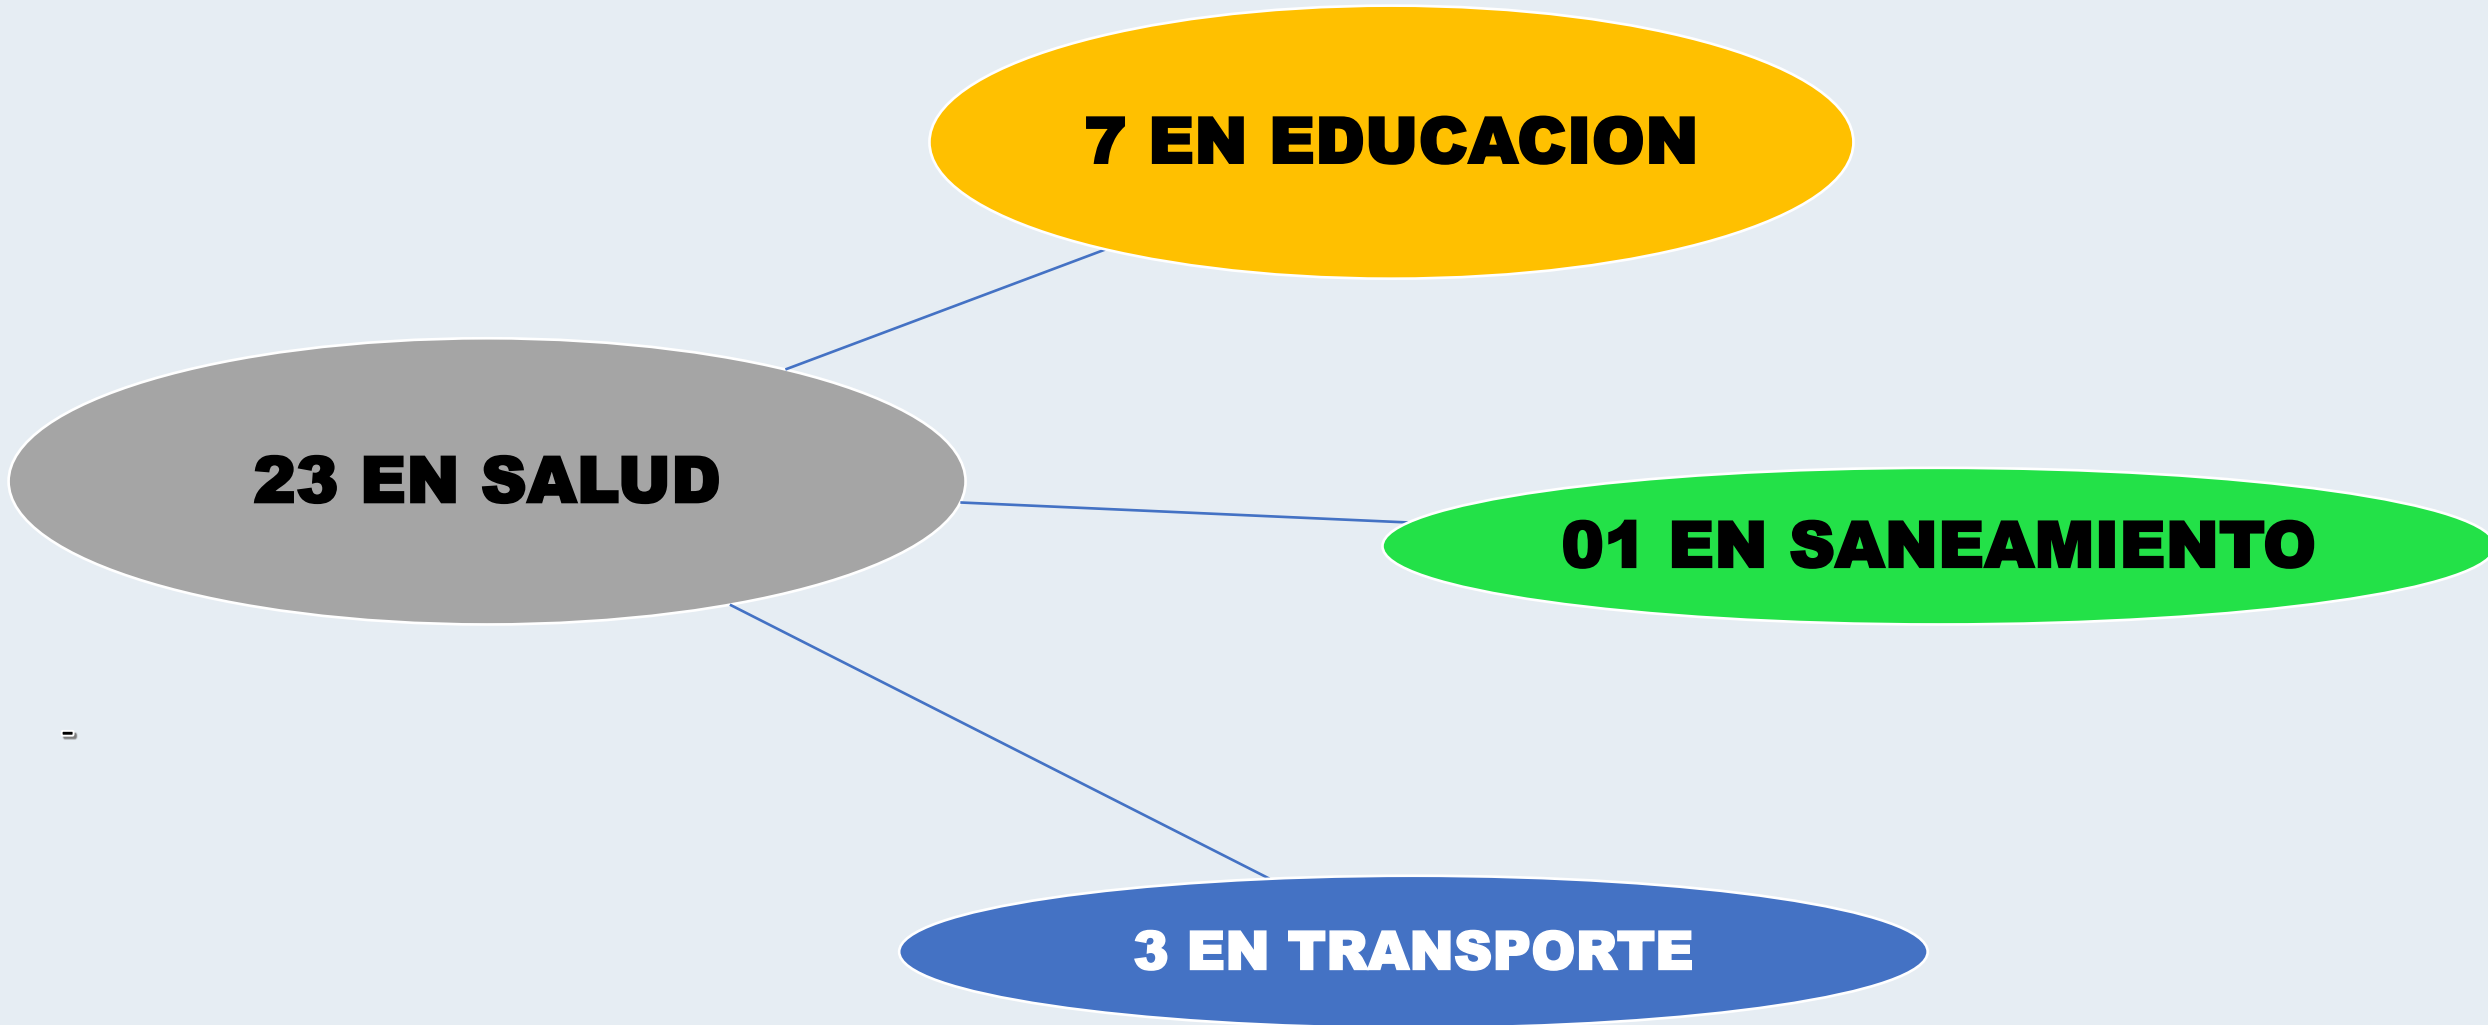 7 EN EDUCACION
23 EN SALUD
01 EN SANEAMIENTO
-
3 EN TRANSPORTE